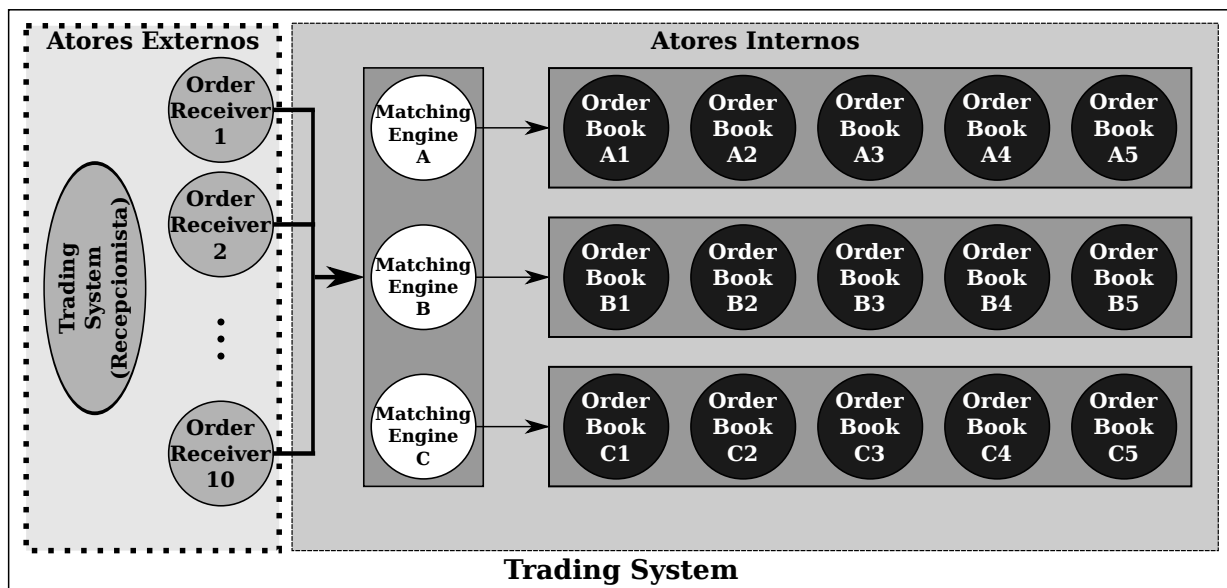 Atores Externos
Atores Internos
Order
Receiver
1
Order
Receiver
2
...
Order
Receiver
10
Trading
System
(Recepcionista)
Matching
Engine
A
Order
Book
A1
Order
Book
A2
Order
Book
A3
Order
Book
A4
Order
Book
A5
Matching
Engine
B
Order
Book
B1
Order
Book
B2
Order
Book
B3
Order
Book
B4
Order
Book
B5
Matching
Engine
C
Order
Book
C1
Order
Book
C2
Order
Book
C3
Order
Book
C4
Order
Book
C5
Trading System